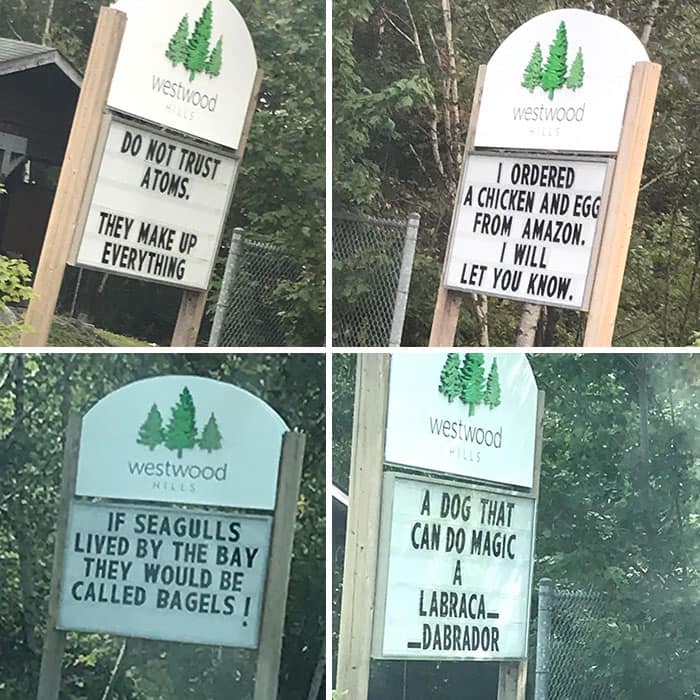 westwood
HILLS
DO NOT TRUST
ATOMS.
THEY MAKE UP
EVERYTHING
westwood
HILLS
I ORDERED
A CHICKEN AND EGG
FROM AMAZON.
I WILL
LET YOU KNOW.
westwood
HILLS
IF SEAGULLS
LIVED BY THE BAY
THEY WOULD BE
CALLED BAGELS !
westwood
HILLS
A DOG THAT
CAN DO MAGIC
A
LABRACA_
_DABRADOR